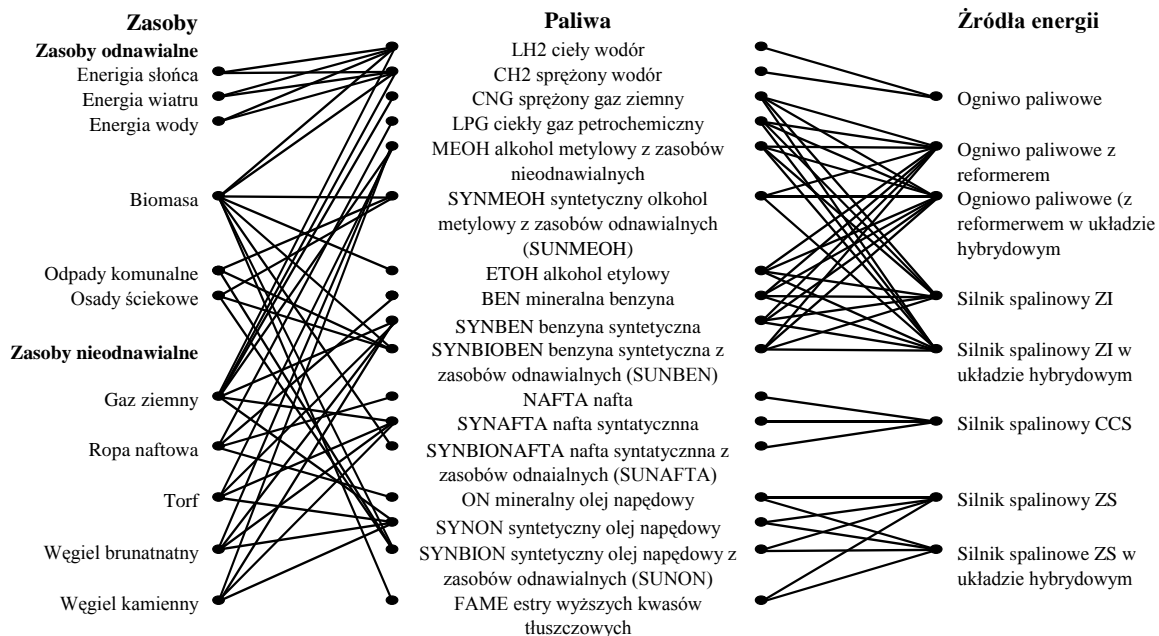 Zasoby
Zasoby odnawialne
Enerigia słońca
Energia wiatru
Energia wody
Biomasa
Odpady komunalne
Osady ściekowe
Zasoby nieodnawialne
Gaz ziemny
Ropa naftowa
Torf
Węgiel brunatnatny
Węgiel kamienny
Paliwa
LH2 cieły wodór
CH2 sprężony wodór
CNG sprężony gaz ziemny
LPG ciekły gaz petrochemiczny
MEOH alkohol metylowy z zasobów
nieodnawialnych
SYNMEOH syntetyczny olkohol
metylowy z zasobów odnawialnych
(SUNMEOH)
ETOH alkohol etylowy
BEN mineralna benzyna
SYNBEN benzyna syntetyczna
SYNBIOBEN benzyna syntetyczna z
zasobów odnawialnych (SUNBEN)
NAFTA nafta
SYNAFTA nafta syntatycznna
SYNBIONAFTA nafta syntatycznna z
zasobów odnaialnych (SUNAFTA)
ON mineralny olej napędowy
SYNON syntetyczny olej napędowy
SYNBION syntetyczny olej napędowy z
zasobów odnawialnych (SUNON)
FAME estry wyższych kwasów
tłuszczowych
Żródła energii
Ogniwo paliwowe
Ogniwo paliwowe z
reformerem
Ogniowo paliwowe (z
reformerwem w układzie
hybrydowym
Silnik spalinowy ZI
Silnik spalinowy ZI w
układzie hybrydowym
Silnik spalinowy CCS
Silnik spalinowy ZS
Silnik spalinowe ZS w
układzie hybrydowym